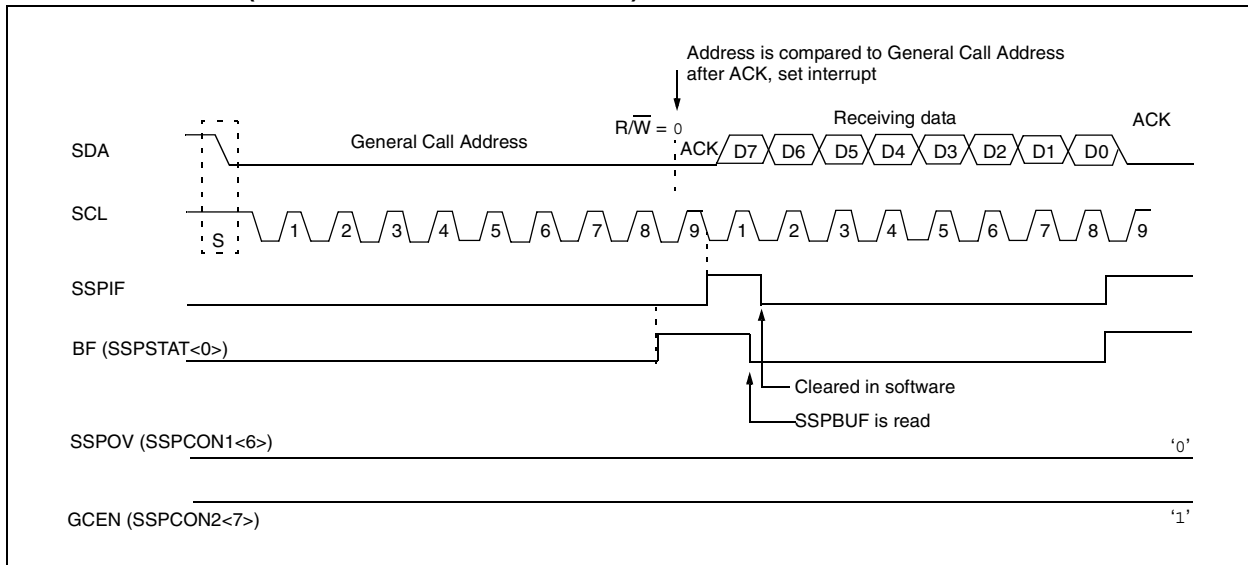 Address is compared to General Call Address
after ACK, set interrupt
SDA
General Call Address
R/W = 0
ACK
Receiving data
D7 D6 D5 D4 D3 D2 D1 D0
ACK
SCL
S
1 2 3 4 5 6 7 8 9 1 2 3 4 5 6 7 8 9
SSPIF
BF (SSPSTAT<0>)
Cleared in software
SSPBUF is read
SSPOV (SSPCON1<6>)
‘0’
GCEN (SSPCON2<7>)
‘1’